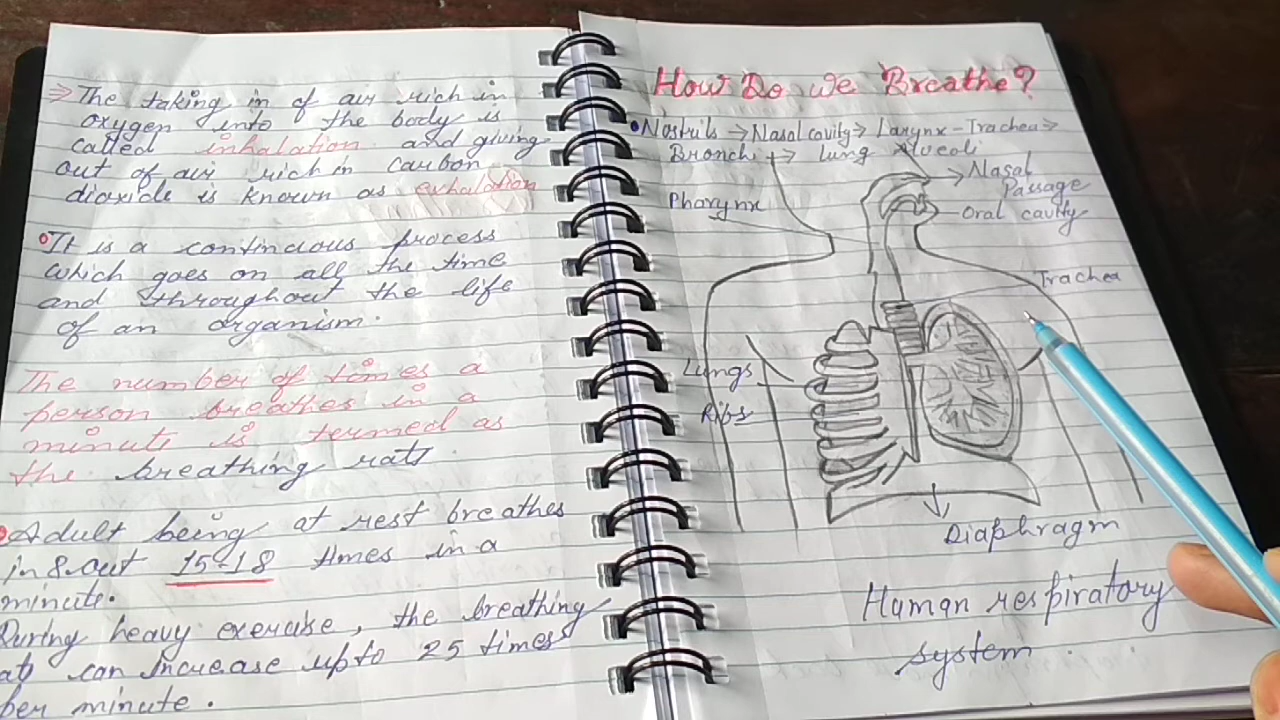 ⇒ The taking in of air rich in
oxygen into the body is
called inhalation and giving
out of air rich in carbon
dioxide is known as exhalation
It is a continuous process
which goes on all the time
and throughout the life
of an organism.
The number of times a
person breathes in a
minute is termed as
the breathing rate.
Adult being at rest breathes
in & out 15-18 times in a
minute.
During heavy exercise, the breathing
can increase upto 25 times
per minute.
How Do we Breathe?
• Nostrils → Nasal cavity → Larynx - Trachea →
Bronchi → Lung Alveoli
Nasal
Passage
Pharynx
Oral cavity
Trachea
Lungs
Ribs
Diaphragm
Human respiratory
system.